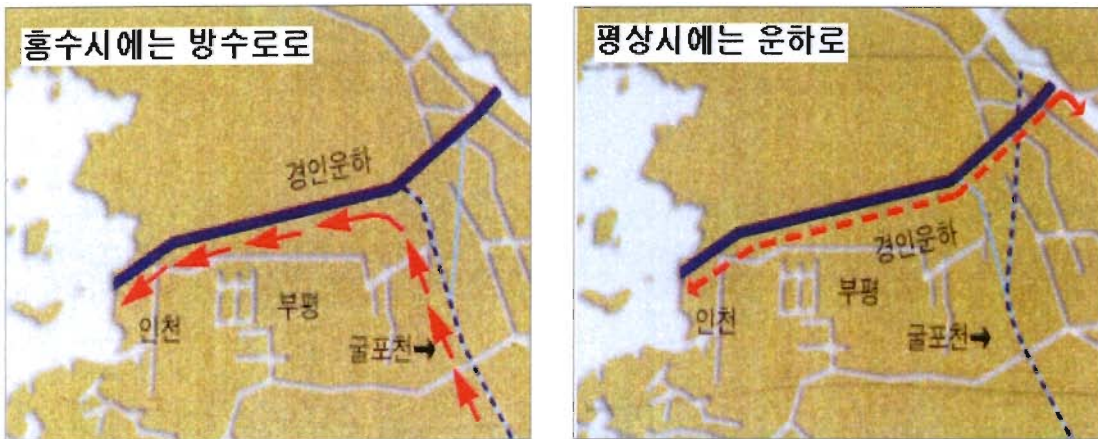 홍수시에는 방수로로
경인운하
부평
인천
굴포천
평상시에는 운하로
경인운하
부평
인천
굴포천